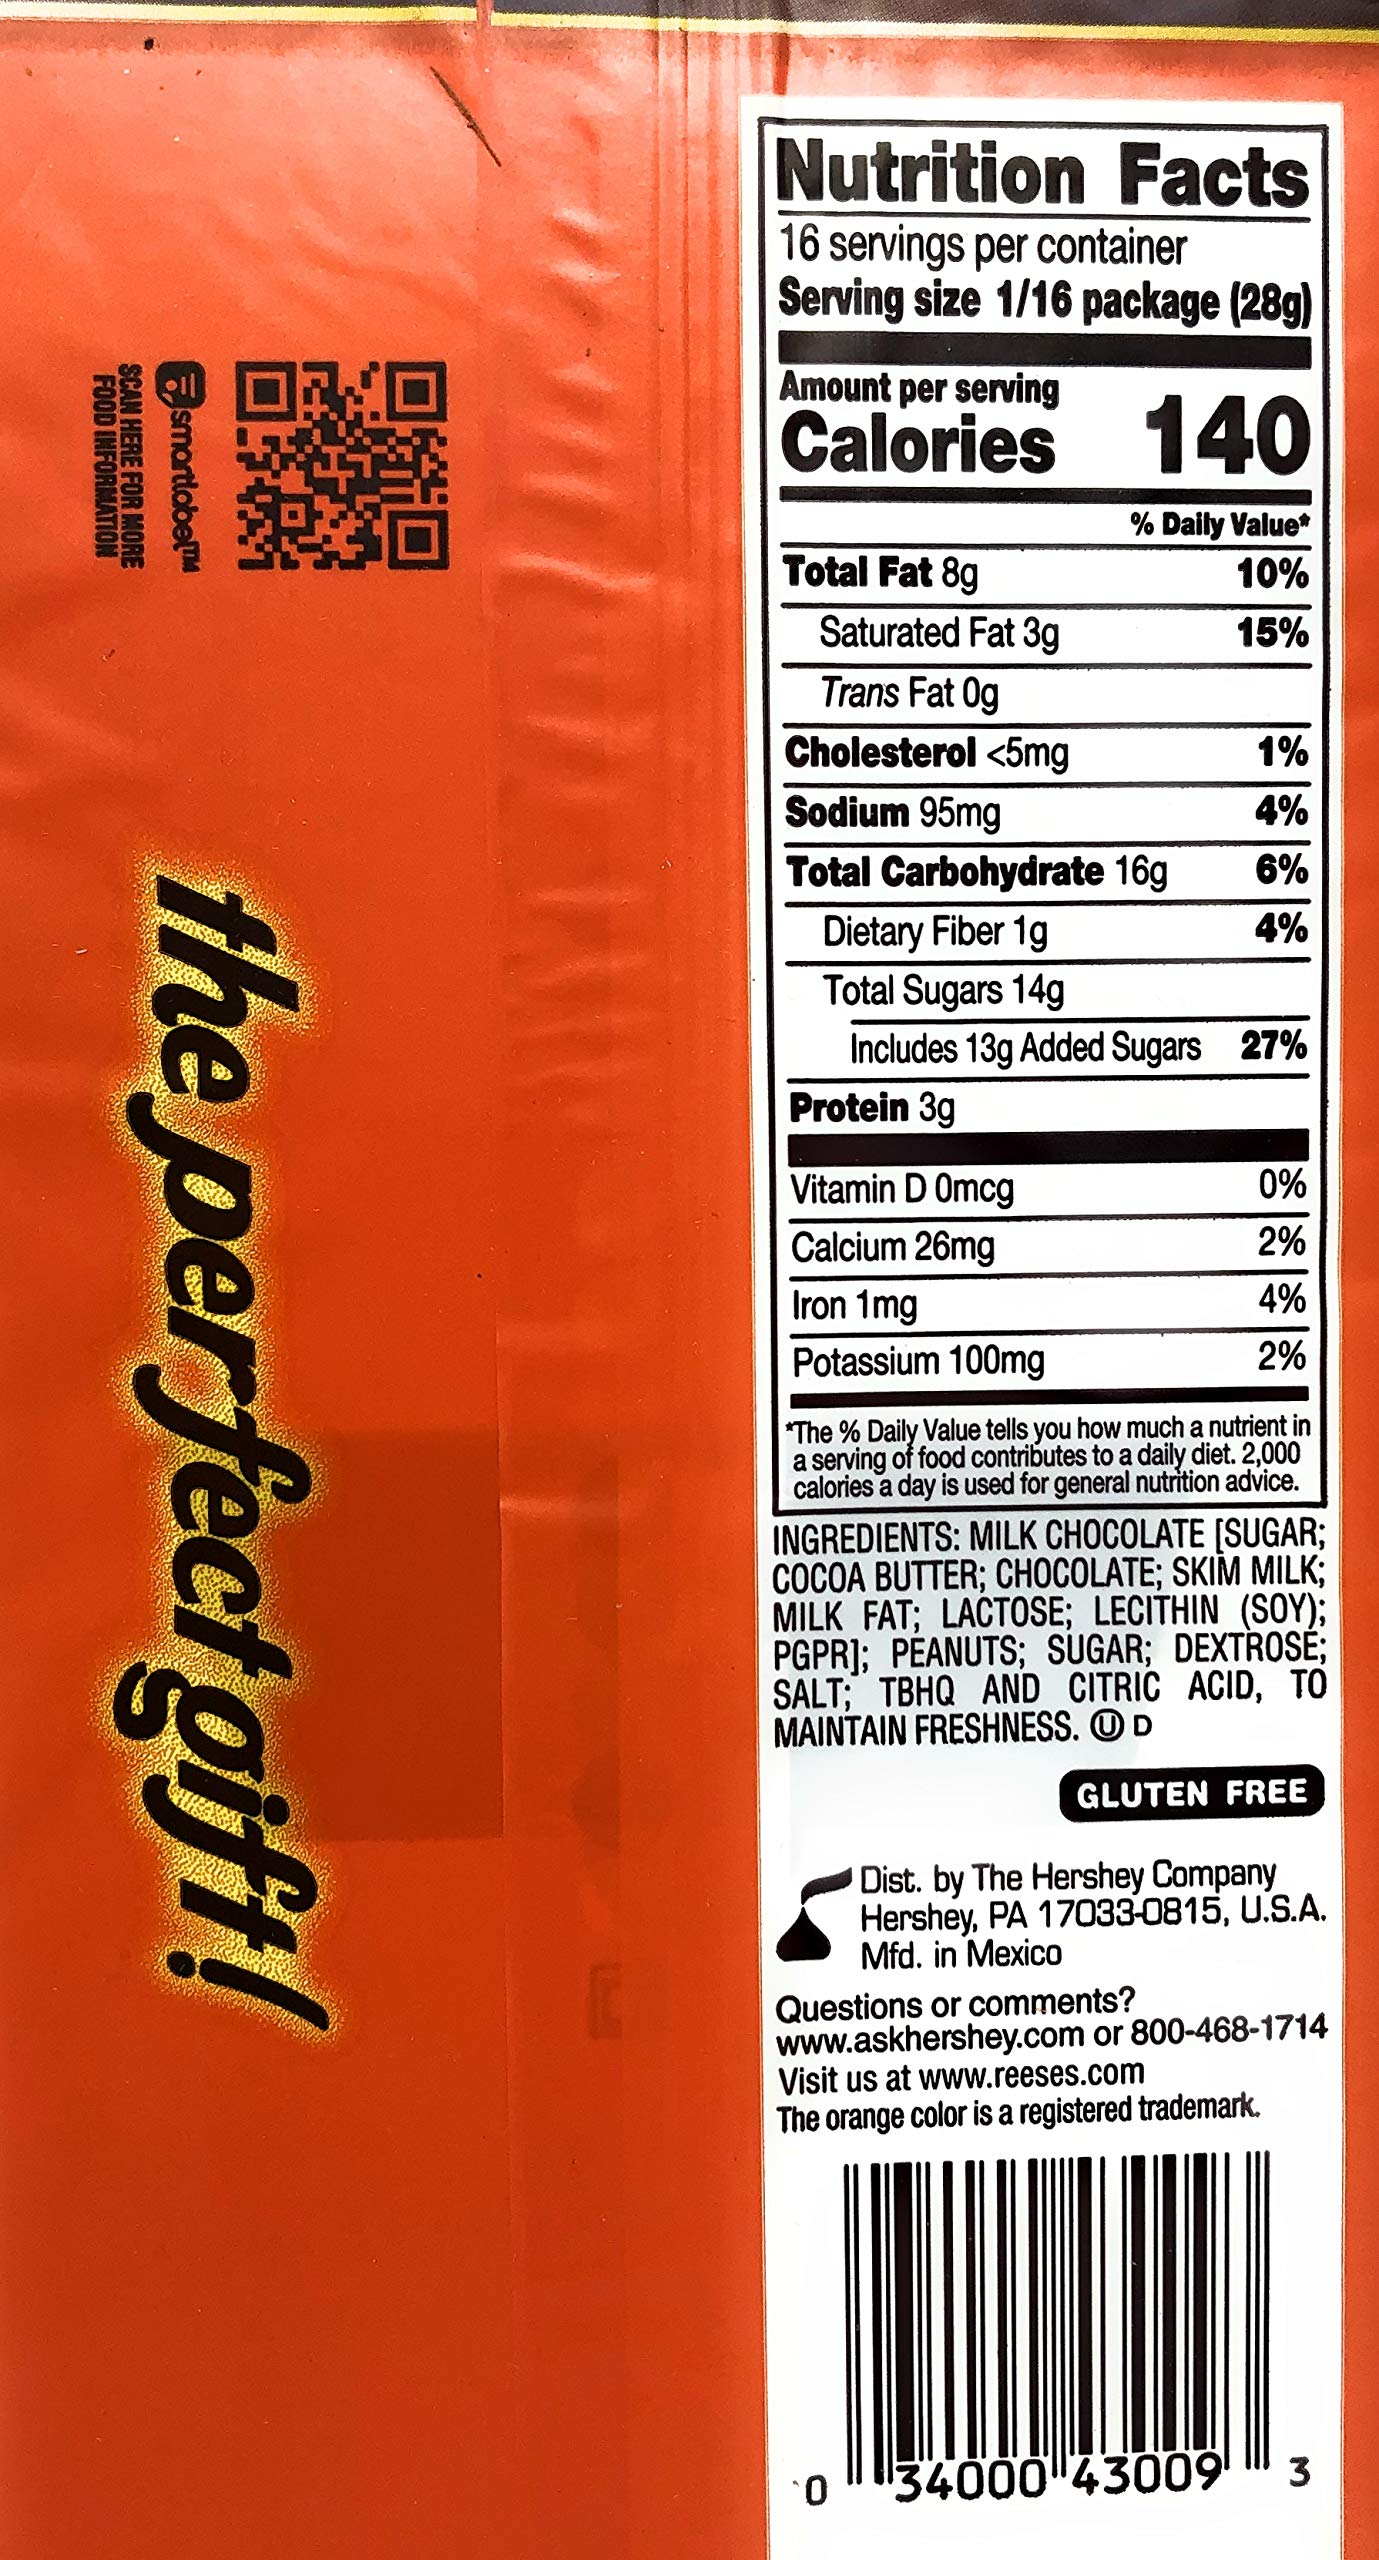 Nutrition Facts
16 servings per container
Serving size 1/16 package (28g)
Amount per serving
Calories 140
% Daily Value*
Total Fat 8g 10%
Saturated Fat 3g 15%
Trans Fat 0g
Cholesterol <5mg 1%
Sodium 95mg 4%
Total Carbohydrate 16g 6%
Dietary Fiber 1g 4%
Total Sugars 14g
Includes 13g Added Sugars 27%
Protein 3g
Vitamin D 0mcg 0%
Calcium 26mg 2%
Iron 1mg 4%
Potassium 100mg 2%
*The % Daily Value tells you how much a nutrient in
a serving of food contributes to a daily diet. 2,000
calories a day is used for general nutrition advice.
INGREDIENTS: MILK CHOCOLATE [SUGAR;
COCOA BUTTER; CHOCOLATE; SKIM MILK;
MILK FAT; LACTOSE; LECITHIN (SOY);
PGPR]; PEANUTS; SUGAR; DEXTROSE;
SALT; TBHQ AND CITRIC ACID, TO
MAINTAIN FRESHNESS. Ⓤ D
GLUTEN FREE
Dist. by The Hershey Company
Hershey, PA 17033-0815, U.S.A.
Mfd. in Mexico
Questions or comments?
www.askhershey.com or 800-468-1714
Visit us at www.reeses.com
The orange color is a registered trademark.
0 34000 43009 3
smartlabel™
SCAN HERE FOR MORE
FOOD INFORMATION
the perfect gift!